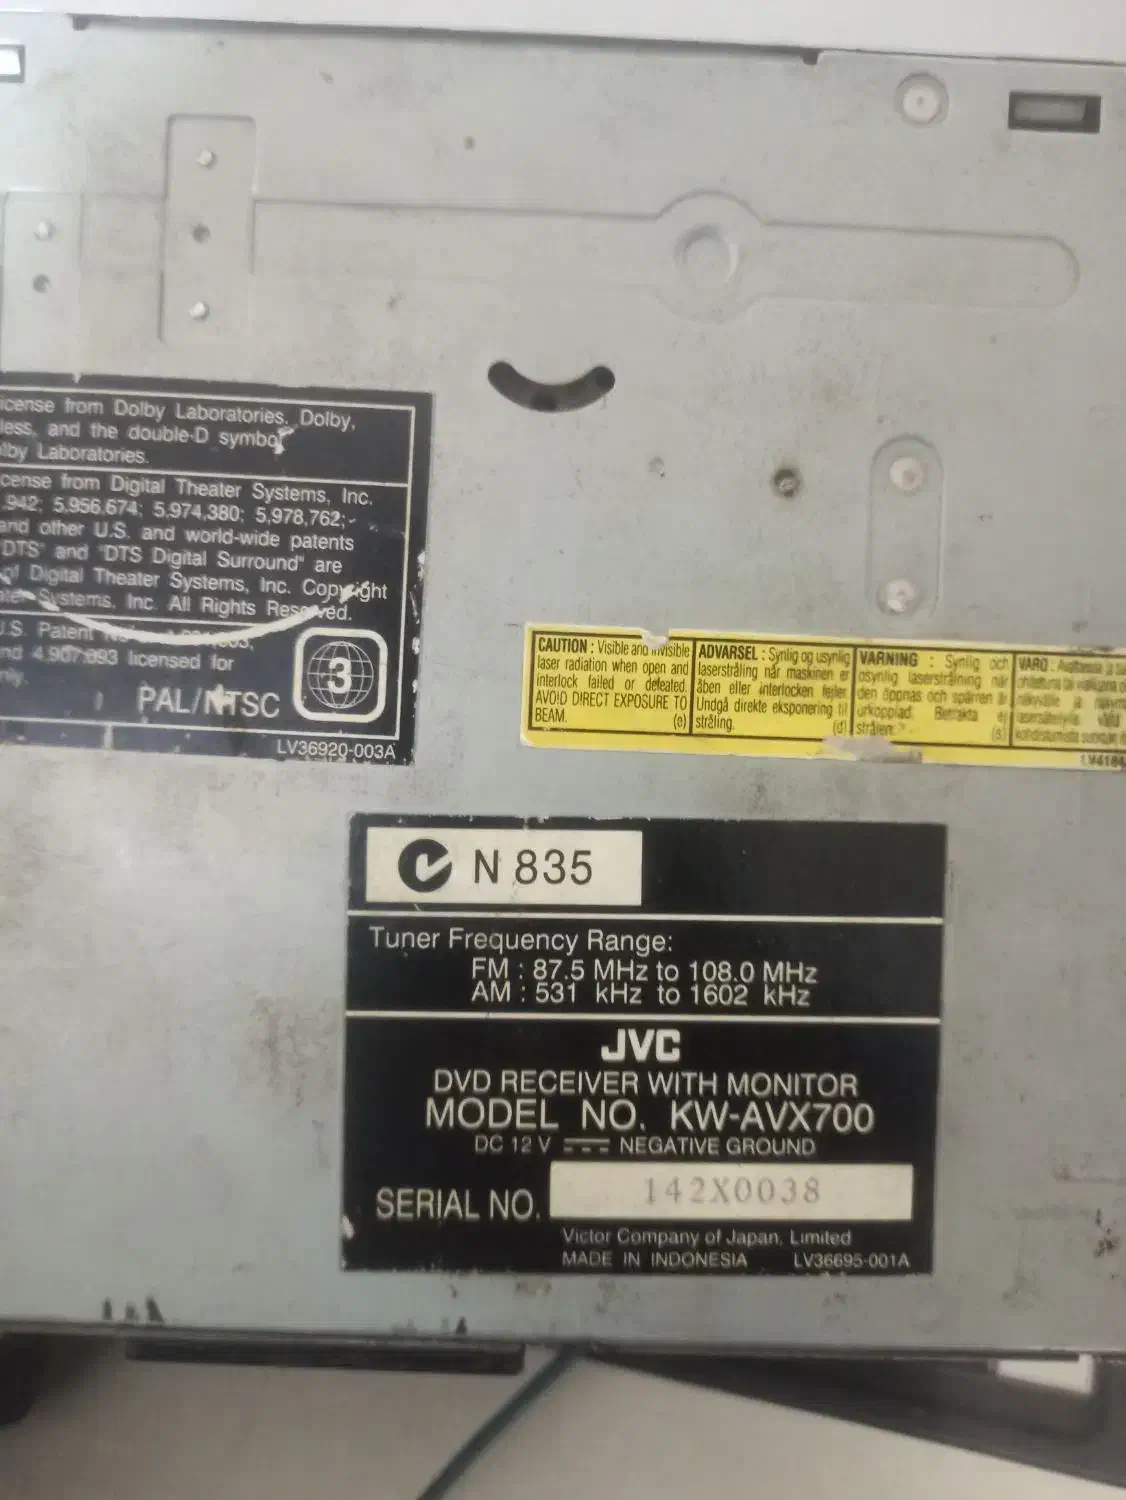 icense from Dolby Laboratories. Dolby,
less, and the double-D symbol
lby Laboratories.
cense from Digital Theater Systems, Inc.
.942; 5,956,674; 5,974,380; 5,978,762;
and other U.S. and world-wide patents
"DTS" and "DTS Digital Surround" are
of Digital Theater Systems, Inc. Copyright
Systems, Inc. All Rights Reserved.
U.S. Patent
nd 4,907,093 licensed for
nly.
PAL/NTSC
3
LV36920-003A
CAUTION : Visible and invisible
laser radiation when open and
interlock failed or defeated.
AVOID DIRECT EXPOSURE TO
BEAM. (e)
ADVARSEL : Synlig og usynlig
laserstråling når maskinen er
åben eller interlocken fejler.
Undgå direkte eksponering til
stråling. (d)
VARNING : Synlig och
osynlig laserstrålning när
den öppnas och spärren är
urkopplad. Betrakta ej
strålen. (s)
VARO :
N 835
Tuner Frequency Range:
FM : 87.5 MHz to 108.0 MHz
AM : 531 kHz to 1602 kHz
JVC
DVD RECEIVER WITH MONITOR
MODEL NO. KW-AVX700
DC 12 V NEGATIVE GROUND
SERIAL NO. 142X0038
Victor Company of Japan, Limited
MADE IN INDONESIA LV36695-001A